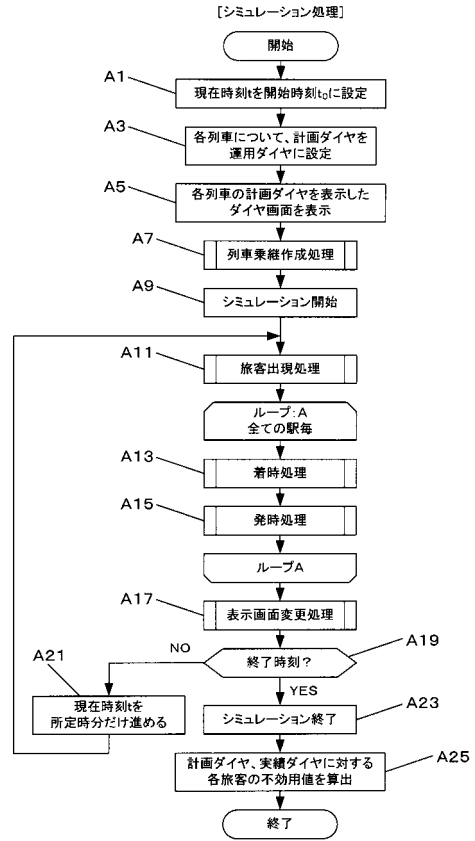 [シミュレーション処理]
開始
A1
現在時刻tを開始時刻t₀に設定
A3
各列車について、計画ダイヤを
運用ダイヤに設定
A5
各列車の計画ダイヤを表示した
ダイヤ画面を表示
A7
列車乗継作成処理
A9
シミュレーション開始
A11
旅客出現処理
ループ:A
全ての駅毎
A13
着時処理
A15
発時処理
ループA
A17
表示画面変更処理
A19
終了時刻?
NO
YES
A21
現在時刻tを
所定時分だけ進める
A23
シミュレーション終了
A25
計画ダイヤ、実績ダイヤに対する
各旅客の不効用値を算出
終了